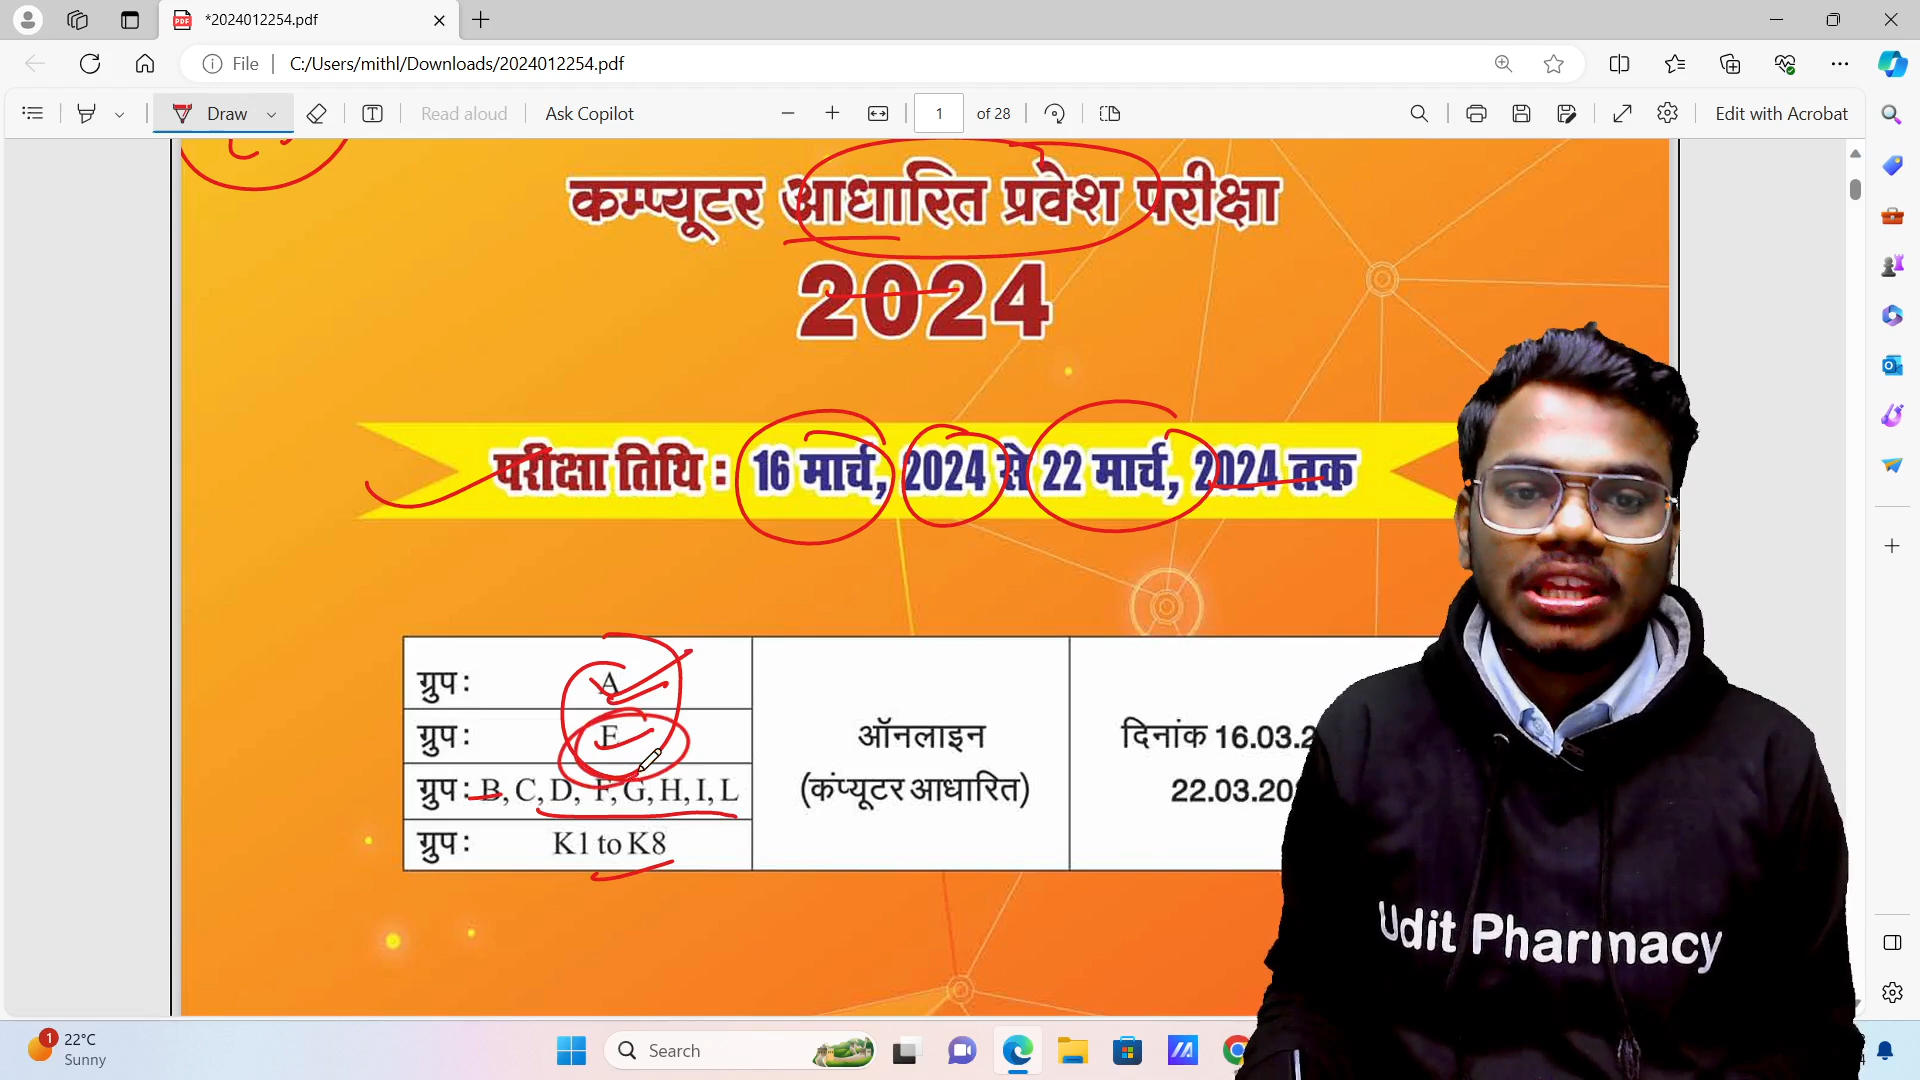 *2024012254.pdf
File
C:/Users/mithl/Downloads/2024012254.pdf
Draw
Read aloud
Ask Copilot
1
of 28
Edit with Acrobat
कम्प्यूटर आधारित प्रवेश परीक्षा
2024
परीक्षा तिथि : 16 मार्च, 2024 से 22 मार्च, 2024 तक
ग्रुप : A
ग्रुप : E
ग्रुप : B, C, D, F, G, H, I, L
ग्रुप : K1 to K8
ऑनलाइन
(कंप्यूटर आधारित)
दिनांक 16.03.2
22.03.20
Udit Pharmacy
1
22°C
Sunny
Search